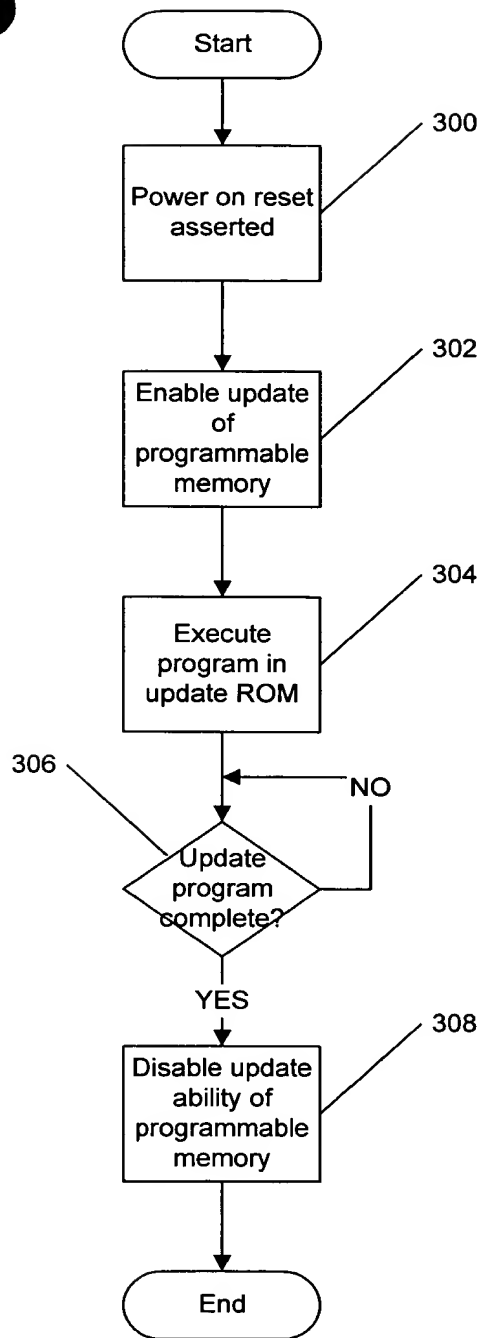 Start
300
Power on reset
asserted
302
Enable update
of
programmable
memory
304
Execute
program in
update ROM
306
NO
Update
program
complete?
YES
308
Disable update
ability of
programmable
memory
End